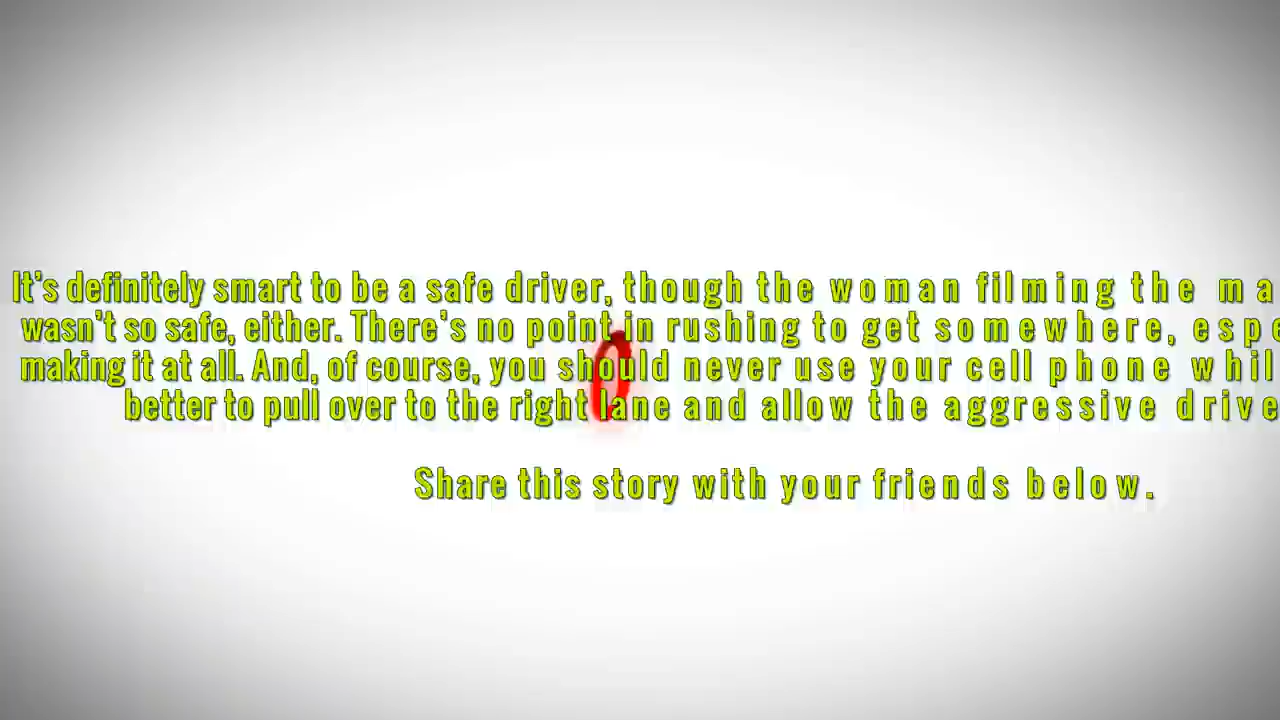 It's definitely smart to be a safe driver, though the woman filming the
wasn't so safe, either. There's no point in rushing to get somewhere,
making it at all. And, of course, you should never use your cell phone
better to pull over to the right lane and allow the aggressive
Share this story with your friends below.